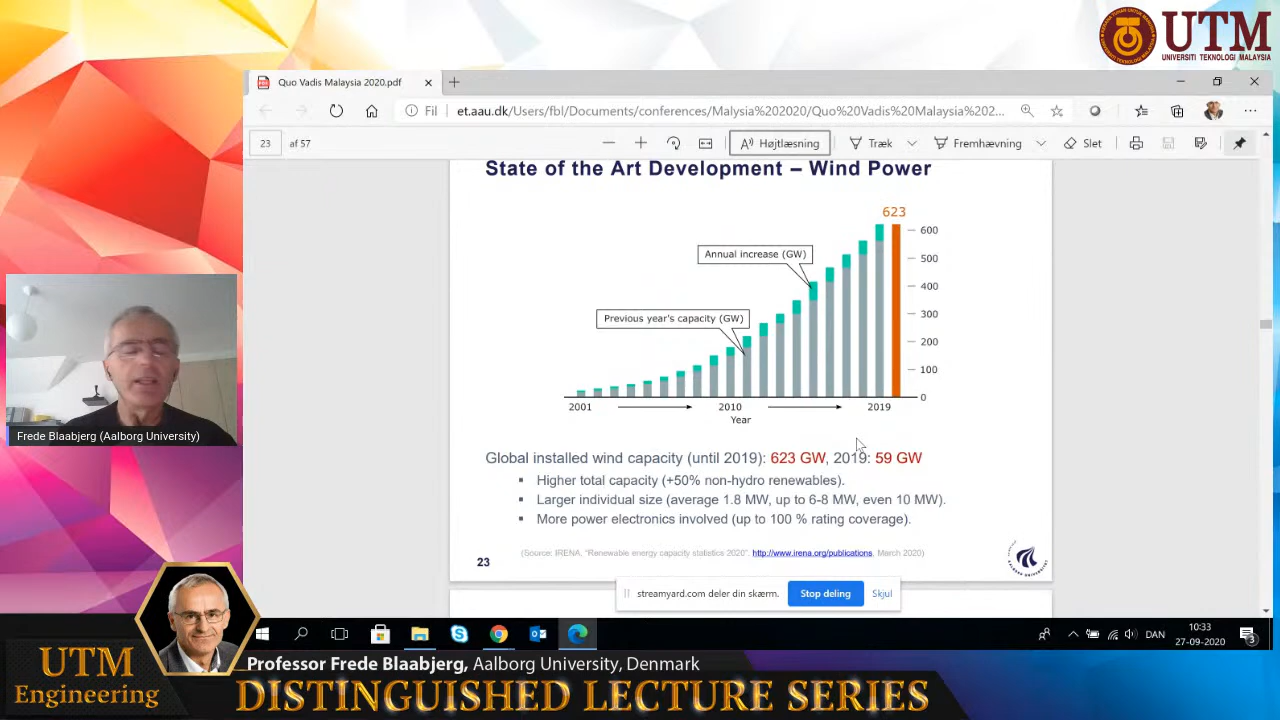 UTM
UNIVERSITI TEKNOLOGI MALAYSIA
Quo Vadis Malaysia 2020.pdf
Fil
et.aau.dk/Users/fbl/Documents/conferences/Malysia%202020/Quo%20Vadis%20Malaysia%202...
23 af 57
Højtlæsning
Træk
Fremhævning
Slet
State of the Art Development – Wind Power
623
600
500
400
300
200
100
0
Annual increase (GW)
Previous year's capacity (GW)
2001 2010 2019
Year
Global installed wind capacity (until 2019): 623 GW, 2019: 59 GW
Higher total capacity (+50% non-hydro renewables).
Larger individual size (average 1.8 MW, up to 6-8 MW, even 10 MW).
More power electronics involved (up to 100 % rating coverage).
23
(Source: IRENA, "Renewable energy capacity statistics 2020", http://www.irena.org/publications, March 2020)
streamyard.com deler din skærm.
Stop deling
Skjul
Frede Blaabjerg (Aalborg University)
DAN
10:33
27-09-2020
3
UTM
Engineering
Professor Frede Blaabjerg, Aalborg University, Denmark
DISTINGUISHED LECTURE SERIES